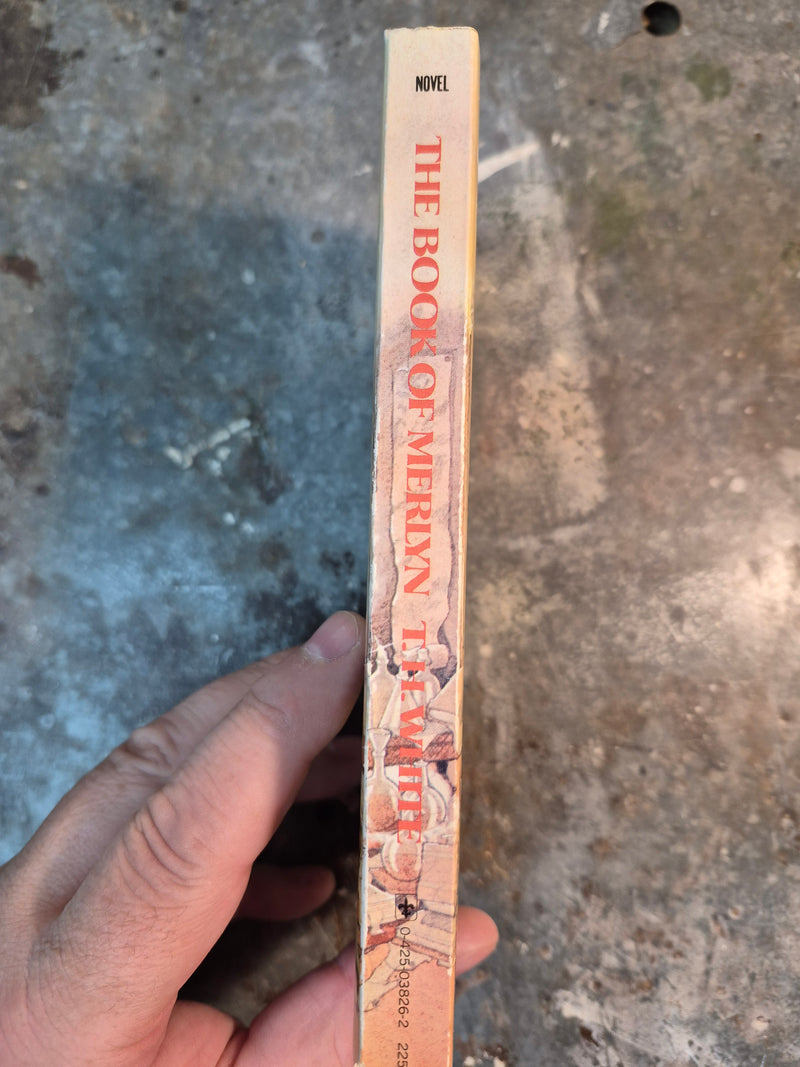 NOVEL
THE BOOK OF MERLYN T.H. WHITE
0-425-03826-2 225